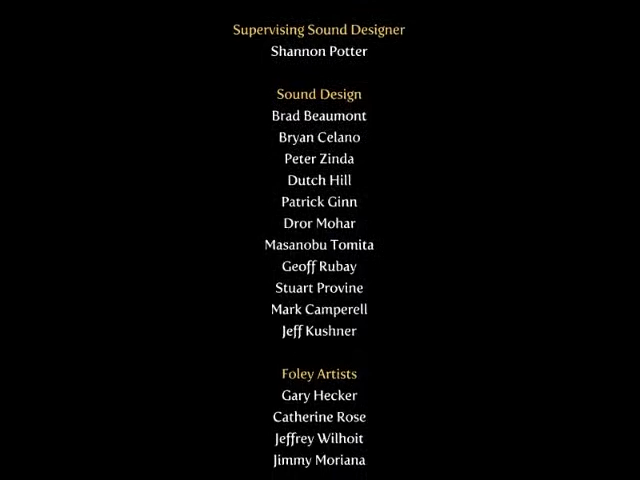 Supervising Sound Designer
Shannon Potter
Sound Design
Brad Beaumont
Bryan Celano
Peter Zinda
Dutch Hill
Patrick Ginn
Dror Mohar
Masanobu Tomita
Geoff Rubay
Stuart Provine
Mark Camperell
Jeff Kushner
Foley Artists
Gary Hecker
Catherine Rose
Jeffrey Wilhoit
Jimmy Moriana